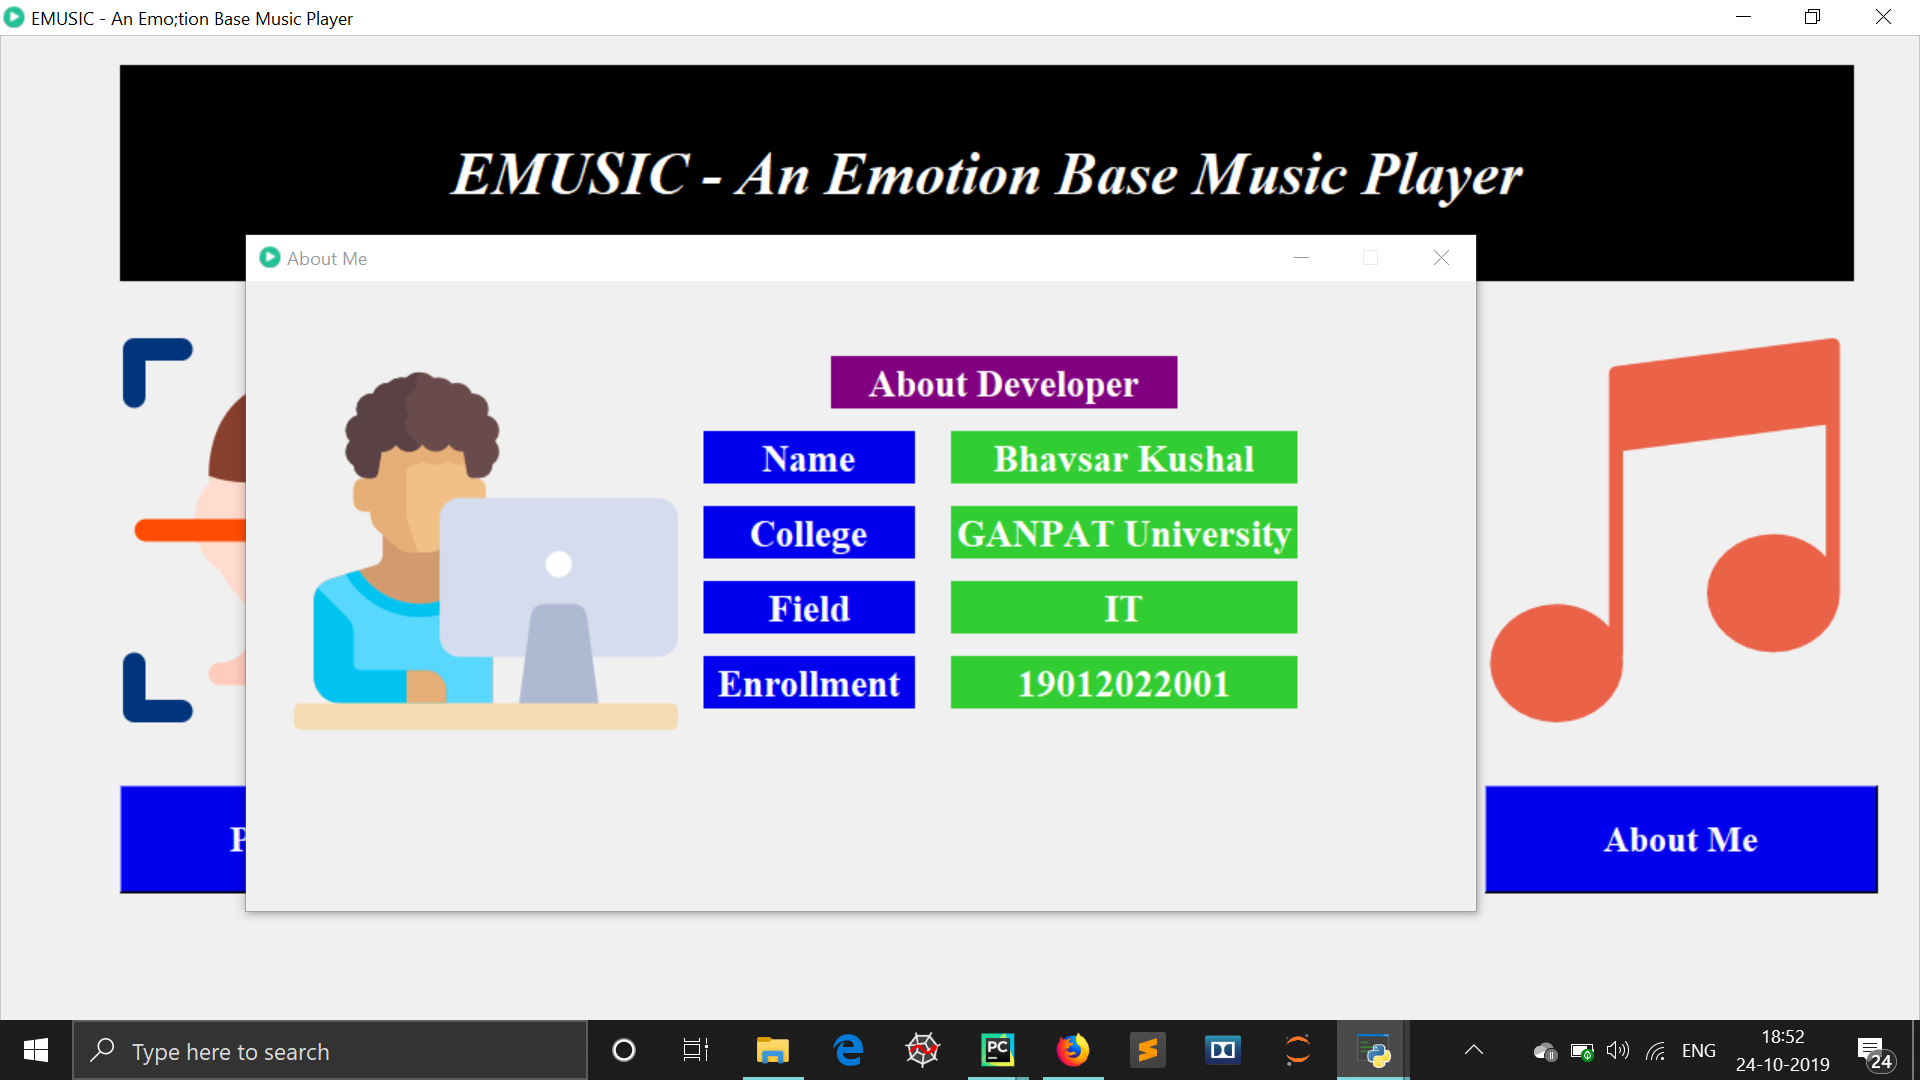 EMUSIC - An Emo;tion Base Music Player
EMUSIC - An Emotion Base Music Player
About Me
About Developer
Name Bhavsar Kushal
College GANPAT University
Field IT
Enrollment 19012022001
About Me
Type here to search
PC
ENG
18:52
24-10-2019
24